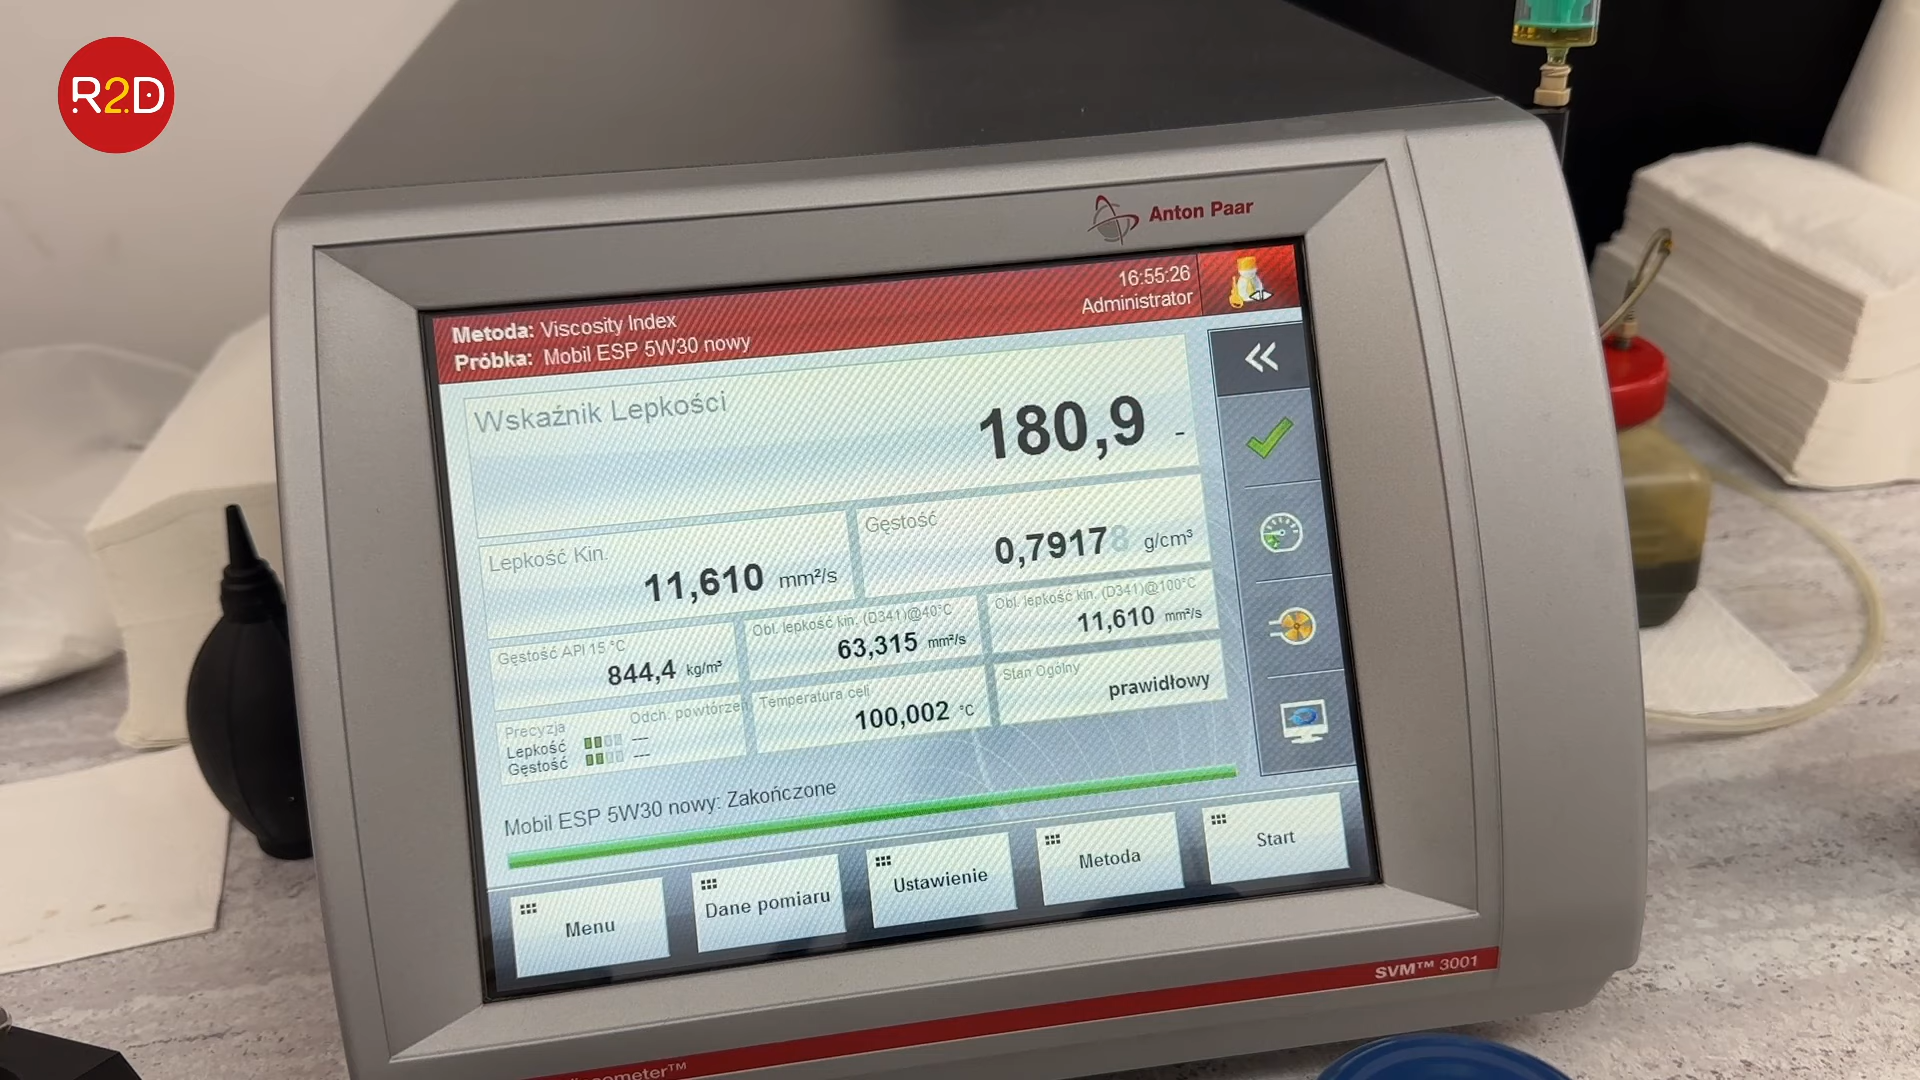 R2D
Anton Paar
16:55:26
Administrator
Metoda: Viscosity Index
Próbka: Mobil ESP 5W30 nowy
Wskaźnik Lepkości
180,9 -
Lepkość Kin.
11,610 mm²/s
Gęstość
0,79178 g/cm³
Gęstość API 15 °C
844,4 kg/m³
Obl. lepkość kin. (D341)@40°C
63,315 mm²/s
Obl. lepkość kin. (D341)@100°C
11,610 mm²/s
Precyzja
Odch. powtórzeń
Lepkość ---
Gęstość ---
Temperatura celi
100,002 °C
Stan Ogólny
prawidłowy
Mobil ESP 5W30 nowy: Zakończone
Menu
Dane pomiaru
Ustawienie
Metoda
Start
SVM™ 3001